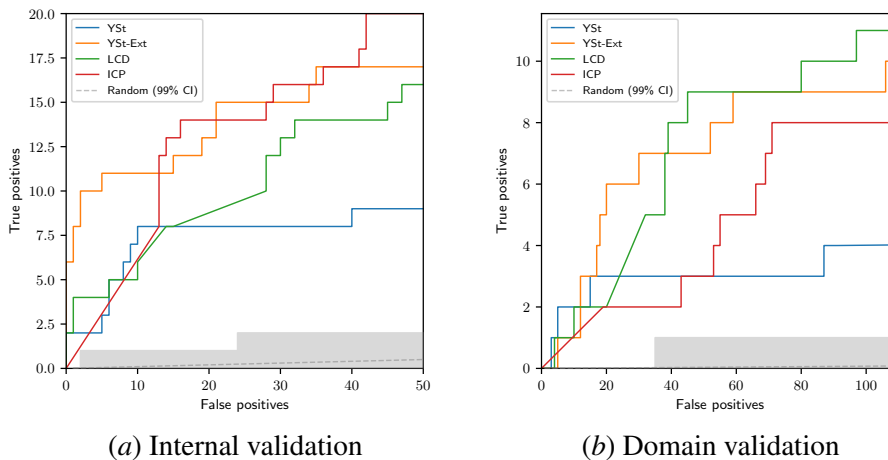 20.0
17.5
15.0
12.5
10.0
7.5
5.0
2.5
0.0
True positives
YSt
YSt-Ext
LCD
ICP
Random (99% CI)
0
10
20
30
40
50
False positives
(a) Internal validation
10
8
6
4
2
0
True positives
YSt
YSt-Ext
LCD
ICP
Random (99% CI)
0
20
40
60
80
100
False positives
(b) Domain validation